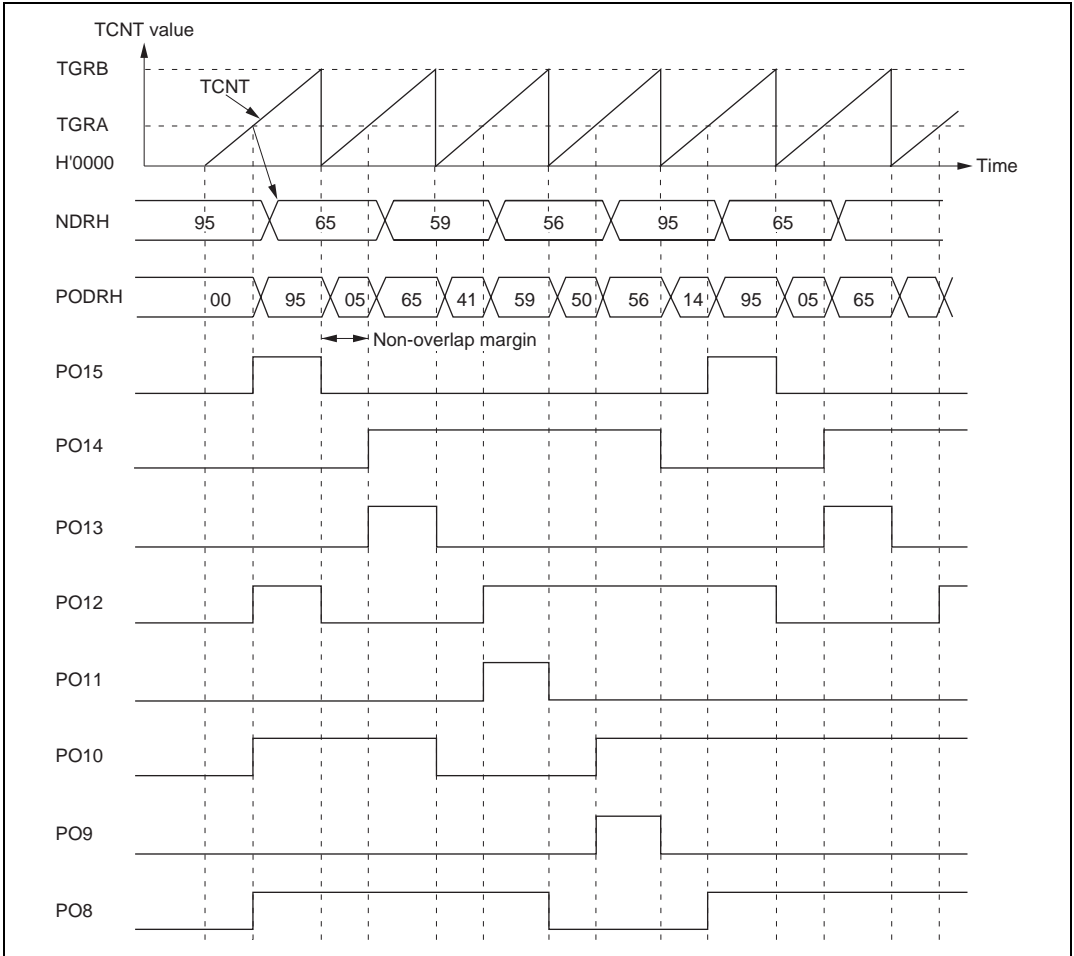 TCNT value
TGRB
TCNT
TGRA
H'0000
Time
NDRH 95 65 59 56 95 65
PODRH 00 95 05 65 41 59 50 56 14 95 05 65
Non-overlap margin
PO15
PO14
PO13
PO12
PO11
PO10
PO9
PO8